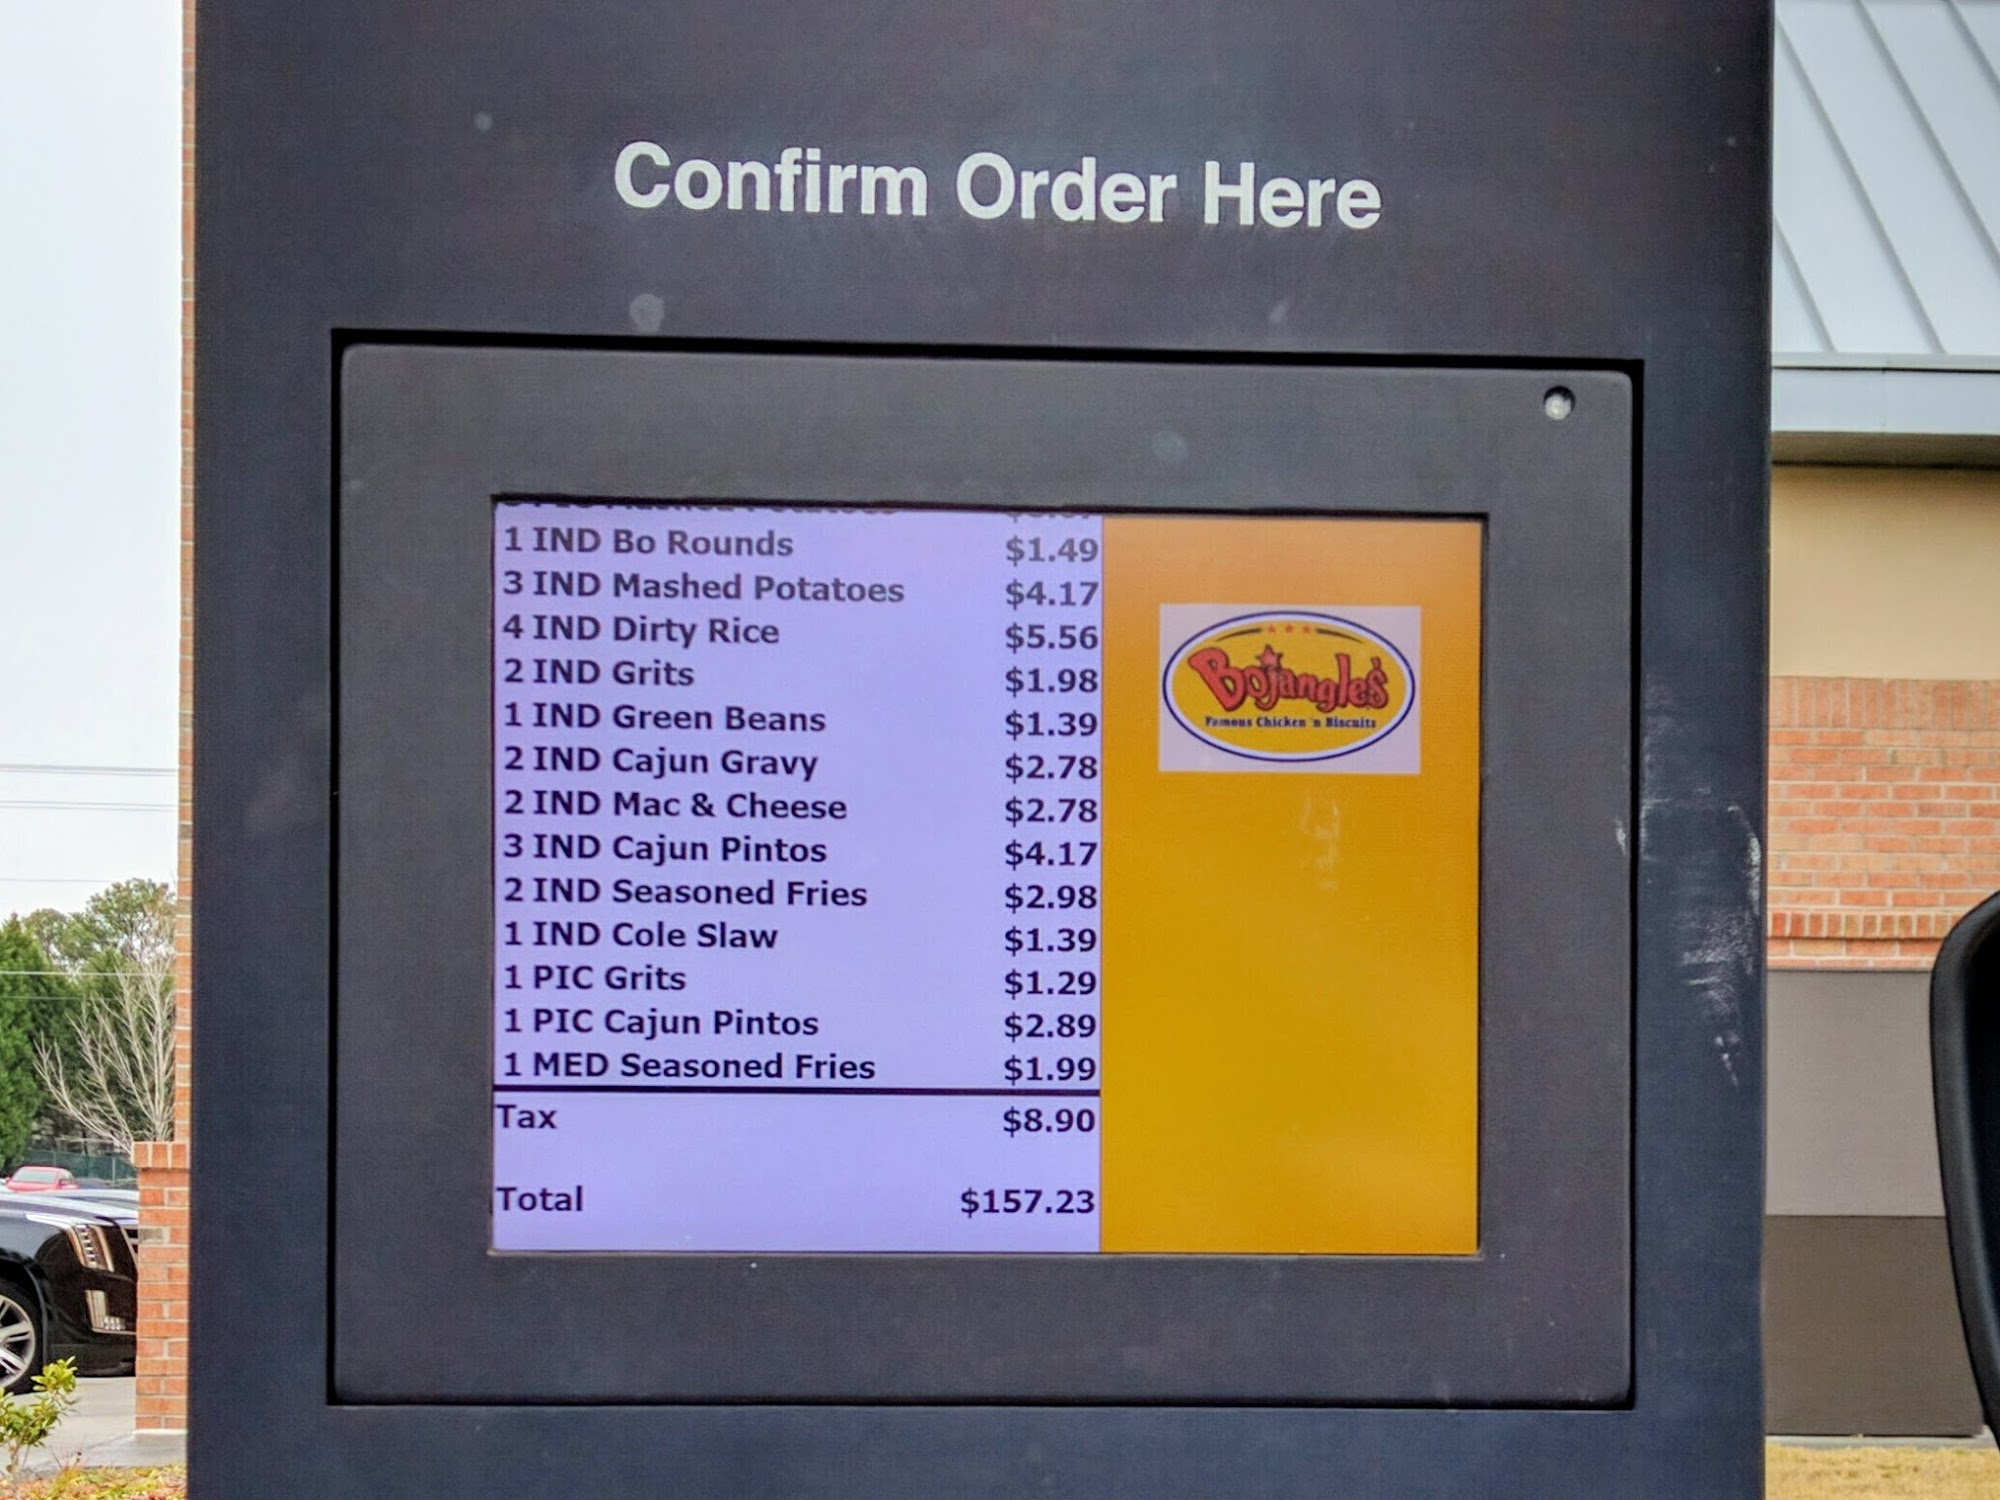 Confirm Order Here
1 IND Bo Rounds $1.49
3 IND Mashed Potatoes $4.17
4 IND Dirty Rice $5.56
2 IND Grits $1.98
1 IND Green Beans $1.39
2 IND Cajun Gravy $2.78
2 IND Mac & Cheese $2.78
3 IND Cajun Pintos $4.17
2 IND Seasoned Fries $2.98
1 IND Cole Slaw $1.39
1 PIC Grits $1.29
1 PIC Cajun Pintos $2.89
1 MED Seasoned Fries $1.99
Tax $8.90
Total $157.23
Bojangles'
Famous Chicken 'n Biscuits